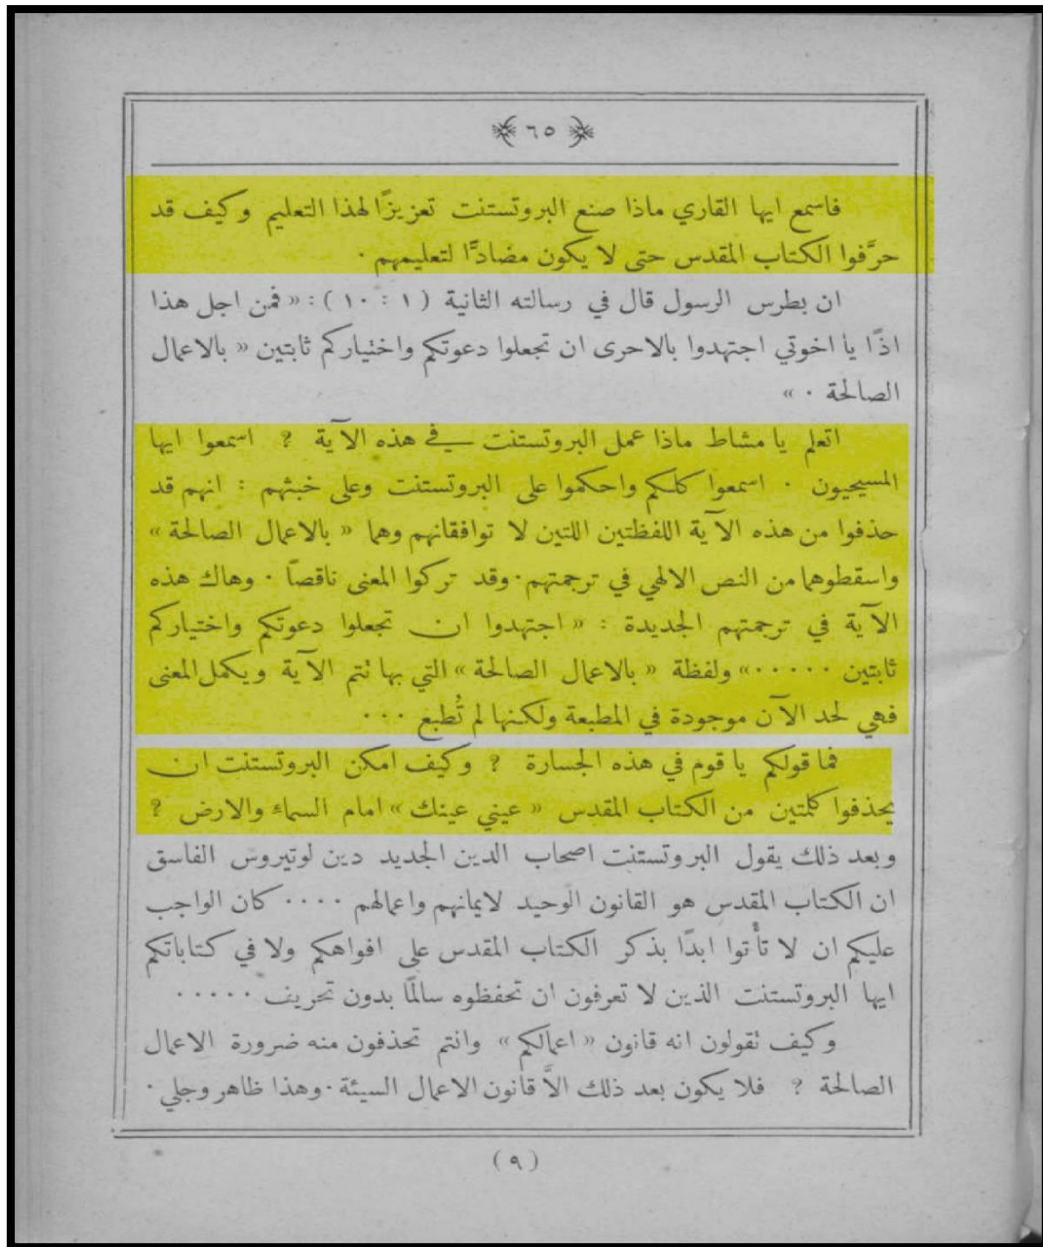 ٦٥
فاسمع ايها القاري ماذا صنع البروتستنت تعزيزًا لهذا التعليم وكيف قد
حرَّفوا الكتاب المقدس حتى لا يكون مضادًّا لتعليمهم ·
ان بطرس الرسول قال في رسالته الثانية ( ١ : ١٠ ) : « فمن اجل هذا
اذًا يا اخوتي اجتهدوا بالاحرى ان تجعلوا دعوتكم واختياركم ثابتين « بالاعمال
الصالحة · »
اتعلم يا مشاط ماذا عمل البروتستنت في هذه الآية ? اسمعوا ايها
المسيحيون · اسمعوا كلكم واحكموا على البروتستنت وعلى خبثهم : انهم قد
حذفوا من هذه الآية اللفظتين اللتين لا توافقانهم وهما « بالاعمال الصالحة »
واسقطوهما من النص الالهي في ترجمتهم · وقد تركوا المعنى ناقصًا · وهاك هذه
الآية في ترجمتهم الجديدة : « اجتهدوا ان تجعلوا دعوتكم واختياركم
ثابتين ····· » ولفظة « بالاعمال الصالحة » التي بها تتم الآية ويكمل المعنى
فهي لحد الآن موجودة في المطبعة ولكنها لم تُطبع ···
فما قولكم يا قوم في هذه الجسارة ? وكيف امكن البروتستنت ان
يحذفوا كلمتين من الكتاب المقدس « عيني عينك » امام السماء والارض ?
وبعد ذلك يقول البروتستنت اصحاب الدين الجديد دين لوتيروس الفاسق
ان الكتاب المقدس هو القانون الوحيد لايمانهم واعمالهم ···· كان الواجب
عليكم ان لا تأتوا ابدًا بذكر الكتاب المقدس على افواهكم ولا في كتاباتكم
ايها البروتستنت الذين لا تعرفون ان تحفظوه سالمًا بدون تحريف ·····
وكيف تقولون انه قانون « اعمالكم » وانتم تحذفون منه ضرورة الاعمال
الصالحة ? فلا يكون بعد ذلك الَّا قانون الاعمال السيئة · وهذا ظاهر وجلي ·
( ٩ )